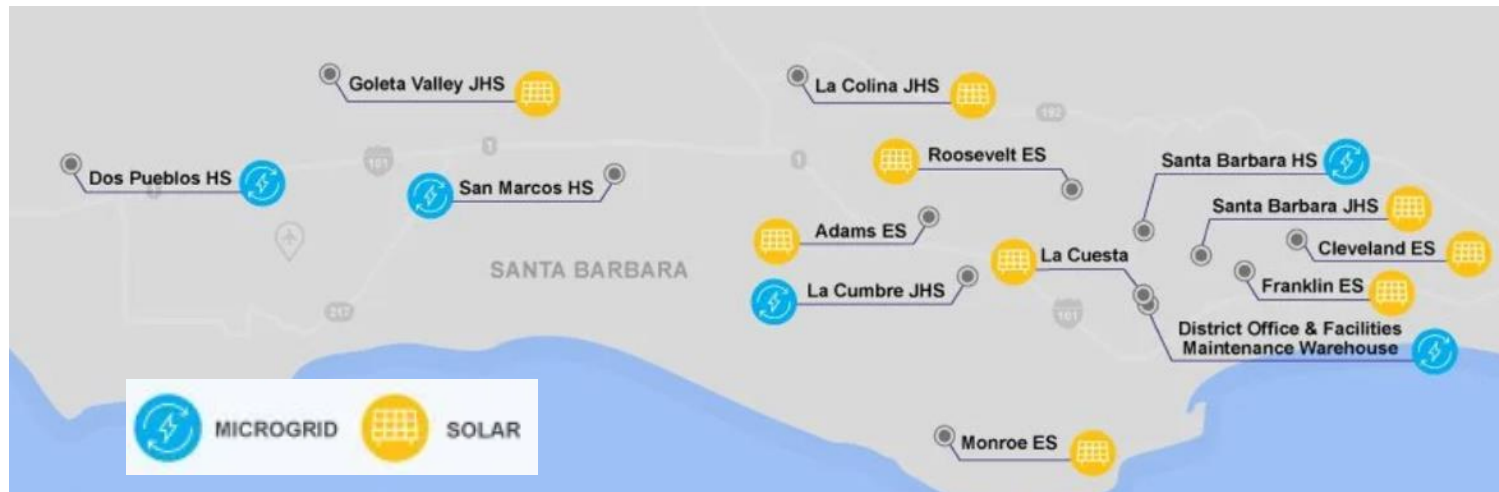 Goleta Valley JHS
La Colina JHS
192
1
101
1
Roosevelt ES
Santa Barbara HS
Dos Pueblos HS
San Marcos HS
Santa Barbara JHS
Adams ES
Cleveland ES
La Cuesta
SANTA BARBARA
Franklin ES
La Cumbre JHS
217
101
District Office & Facilities
Maintenance Warehouse
MICROGRID
SOLAR
Monroe ES